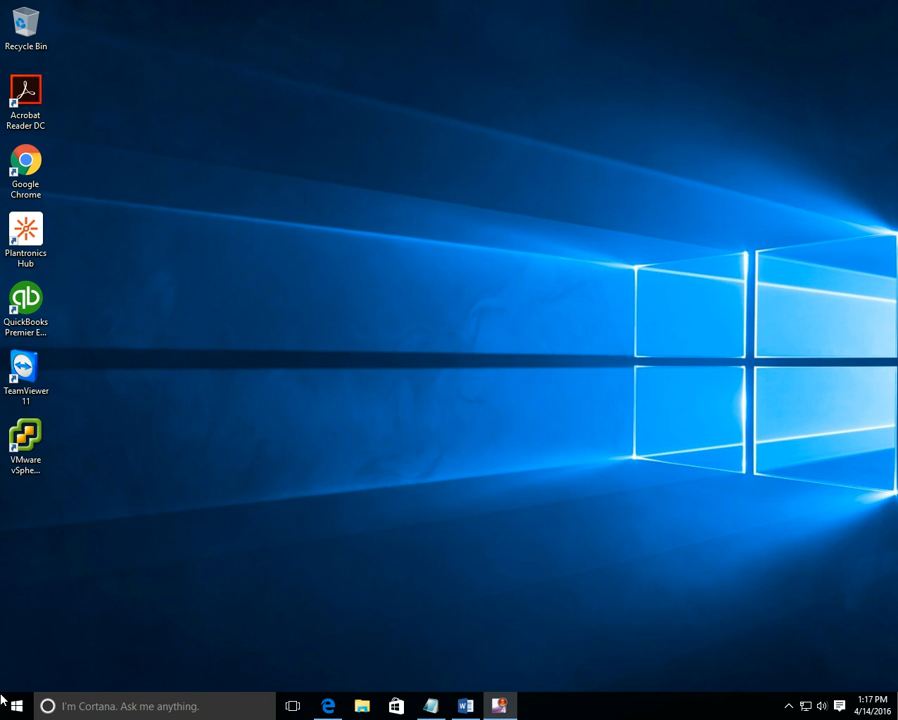 Recycle Bin
Acrobat
Reader DC
Google
Chrome
Plantronics
Hub
qb
QuickBooks
Premier E...
TeamViewer
11
VMware
vSphe...
I'm Cortana. Ask me anything.
1:17 PM
4/14/2016